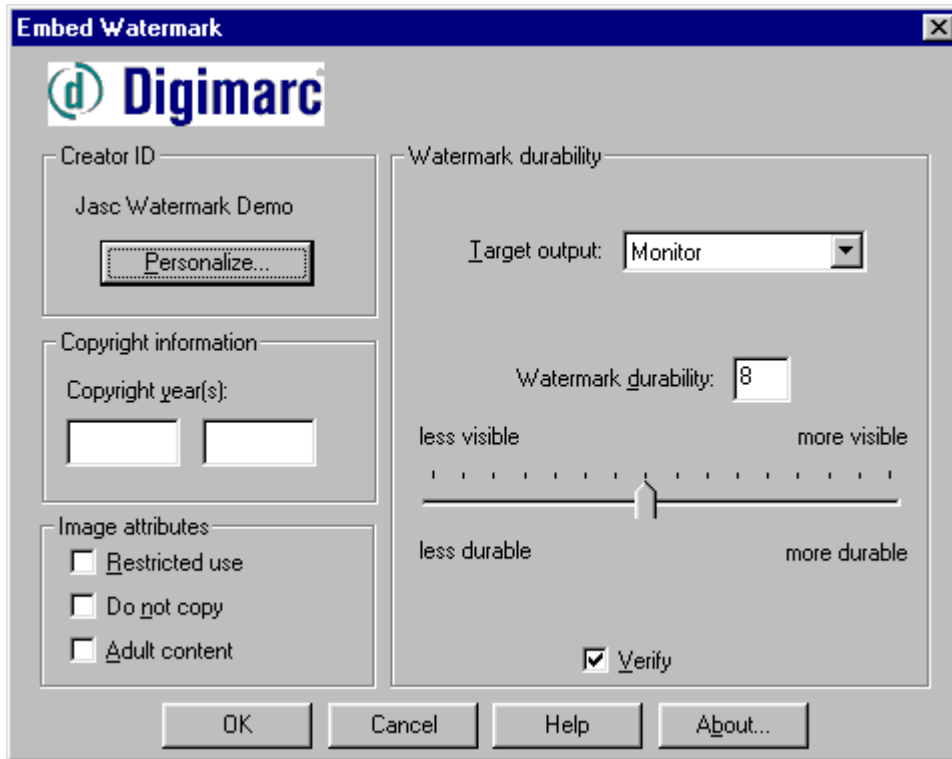 Embed Watermark
Digimarc
Creator ID
Jasc Watermark Demo
Personalize...
Copyright information
Copyright year(s):
Image attributes
Restricted use
Do not copy
Adult content
Watermark durability
Target output: Monitor
Watermark durability: 8
less visible more visible
less durable more durable
Verify
OK Cancel Help About...